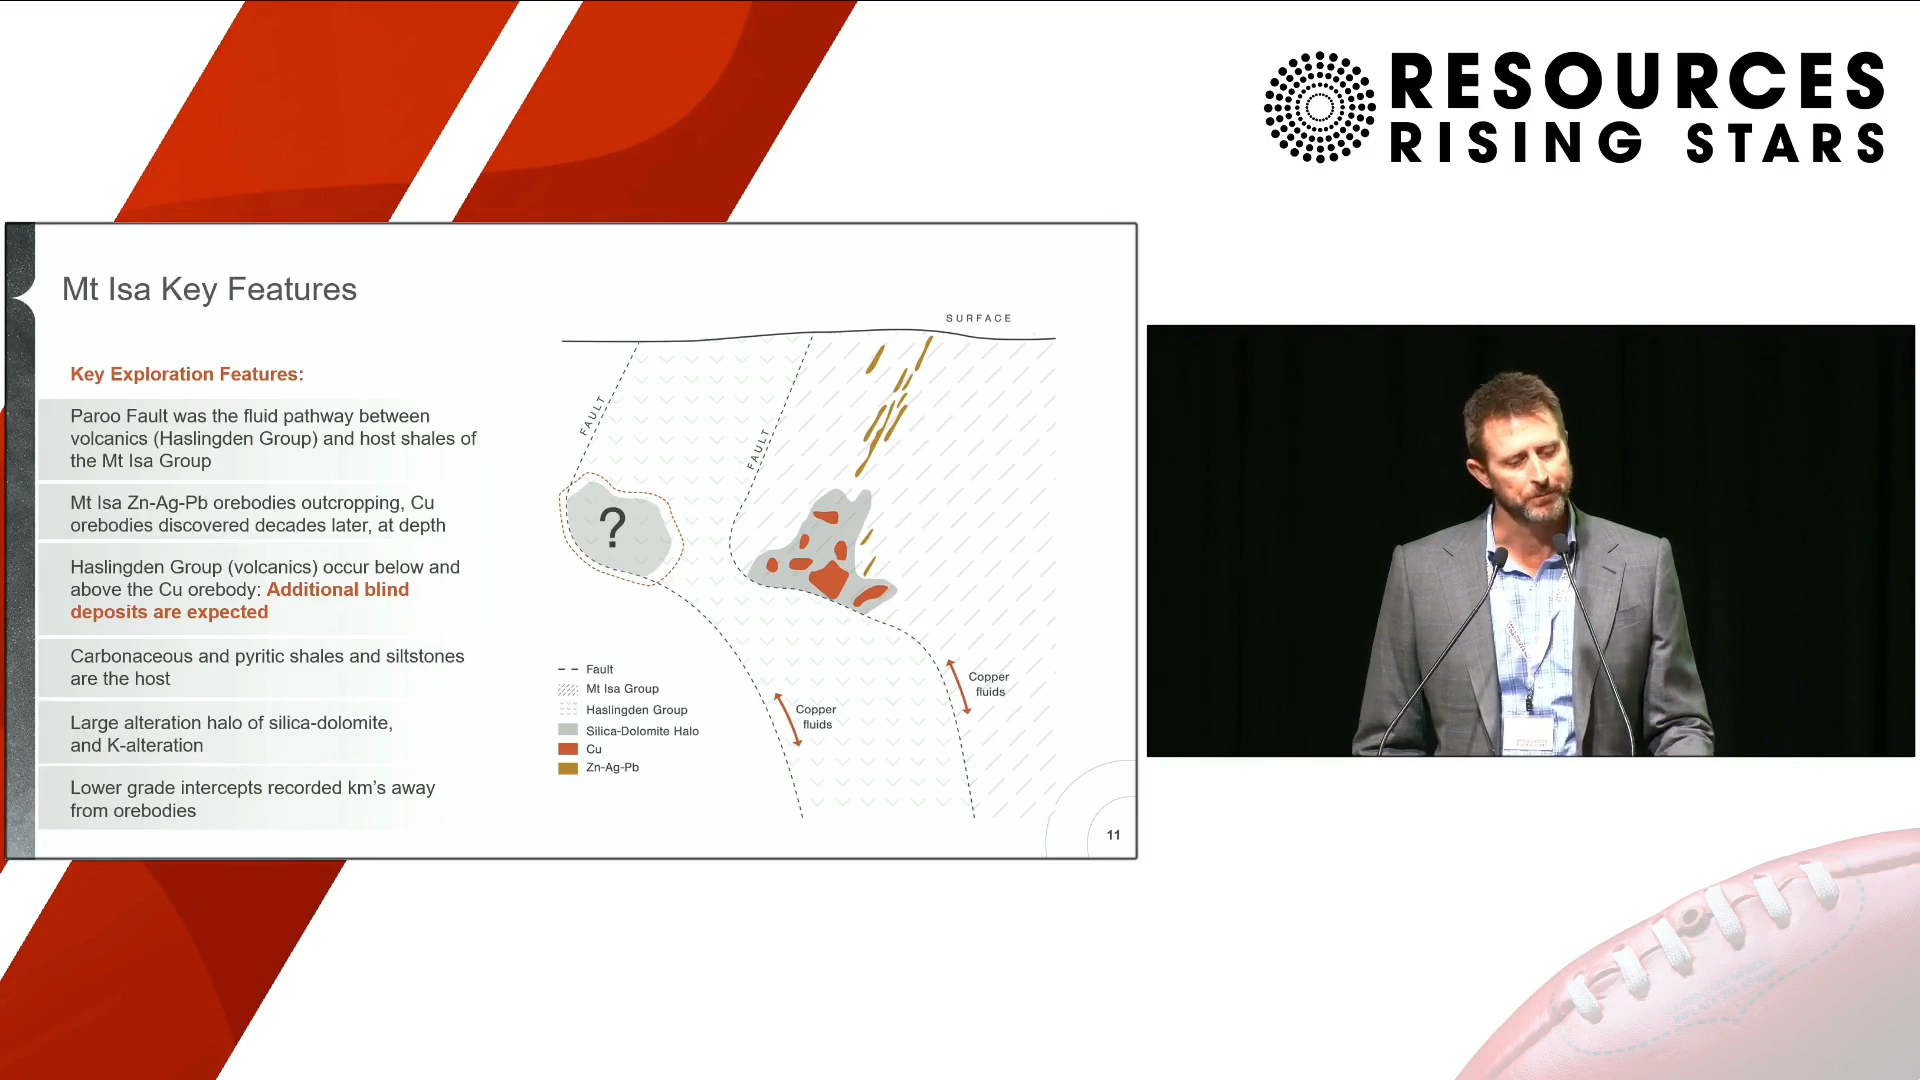 RESOURCES
RISING STARS
Mt Isa Key Features
Key Exploration Features:
Paroo Fault was the fluid pathway between
volcanics (Haslingden Group) and host shales of
the Mt Isa Group
Mt Isa Zn-Ag-Pb orebodies outcropping, Cu
orebodies discovered decades later, at depth
Haslingden Group (volcanics) occur below and
above the Cu orebody: Additional blind
deposits are expected
Carbonaceous and pyritic shales and siltstones
are the host
Large alteration halo of silica-dolomite,
and K-alteration
Lower grade intercepts recorded km’s away
from orebodies
SURFACE
FAULT
FAULT
?
Copper
fluids
Copper
fluids
Fault
Mt Isa Group
Haslingden Group
Silica-Dolomite Halo
Cu
Zn-Ag-Pb
11